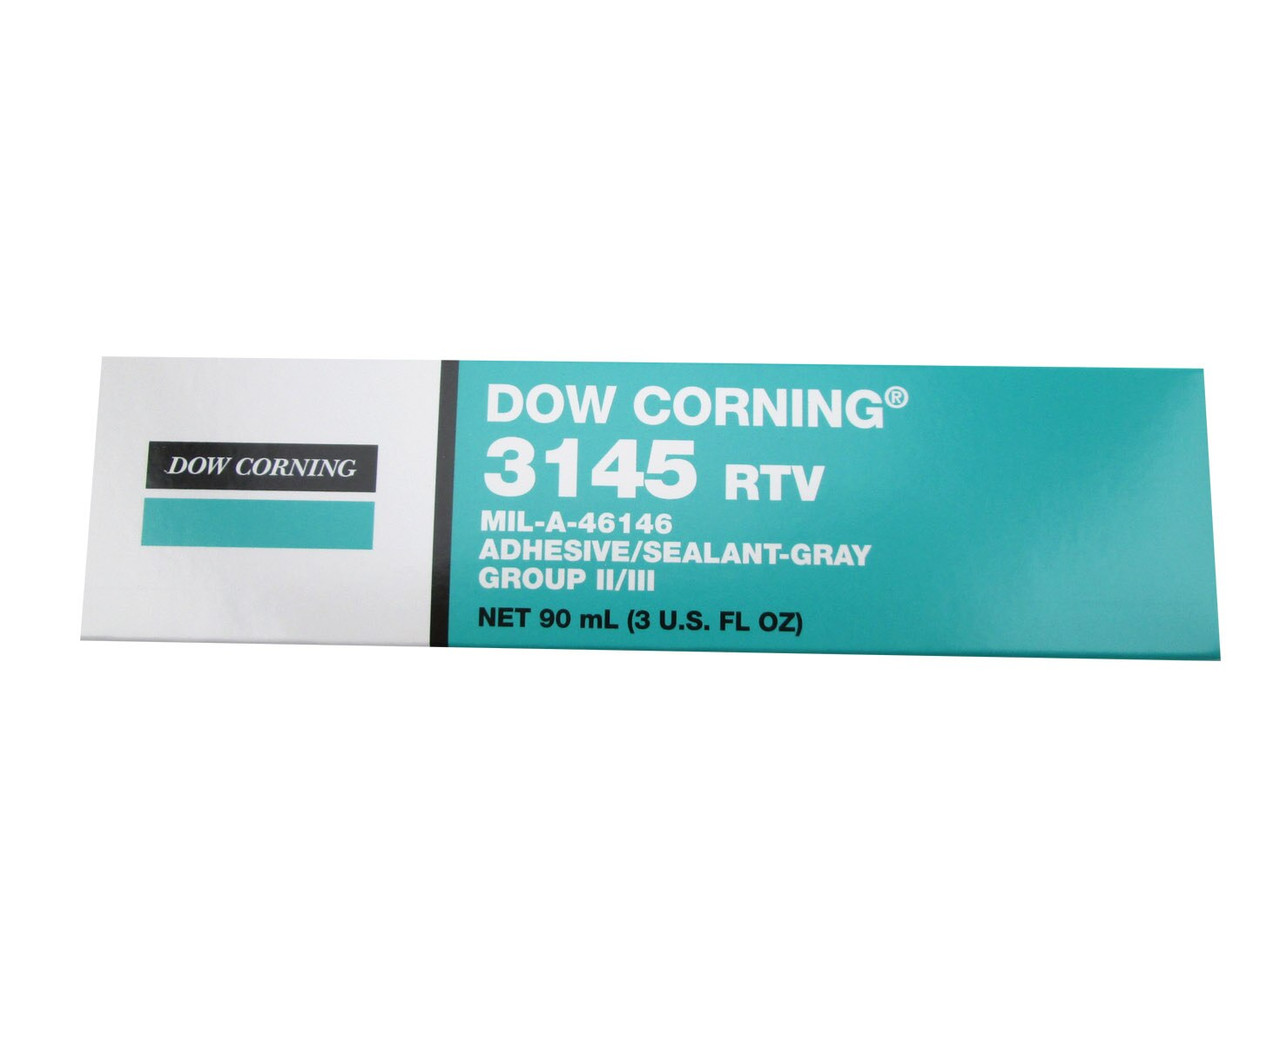 DOW CORNING
DOW CORNING®
3145 RTV
MIL-A-46146
ADHESIVE/SEALANT-GRAY
GROUP II/III
NET 90 mL (3 U.S. FL OZ)